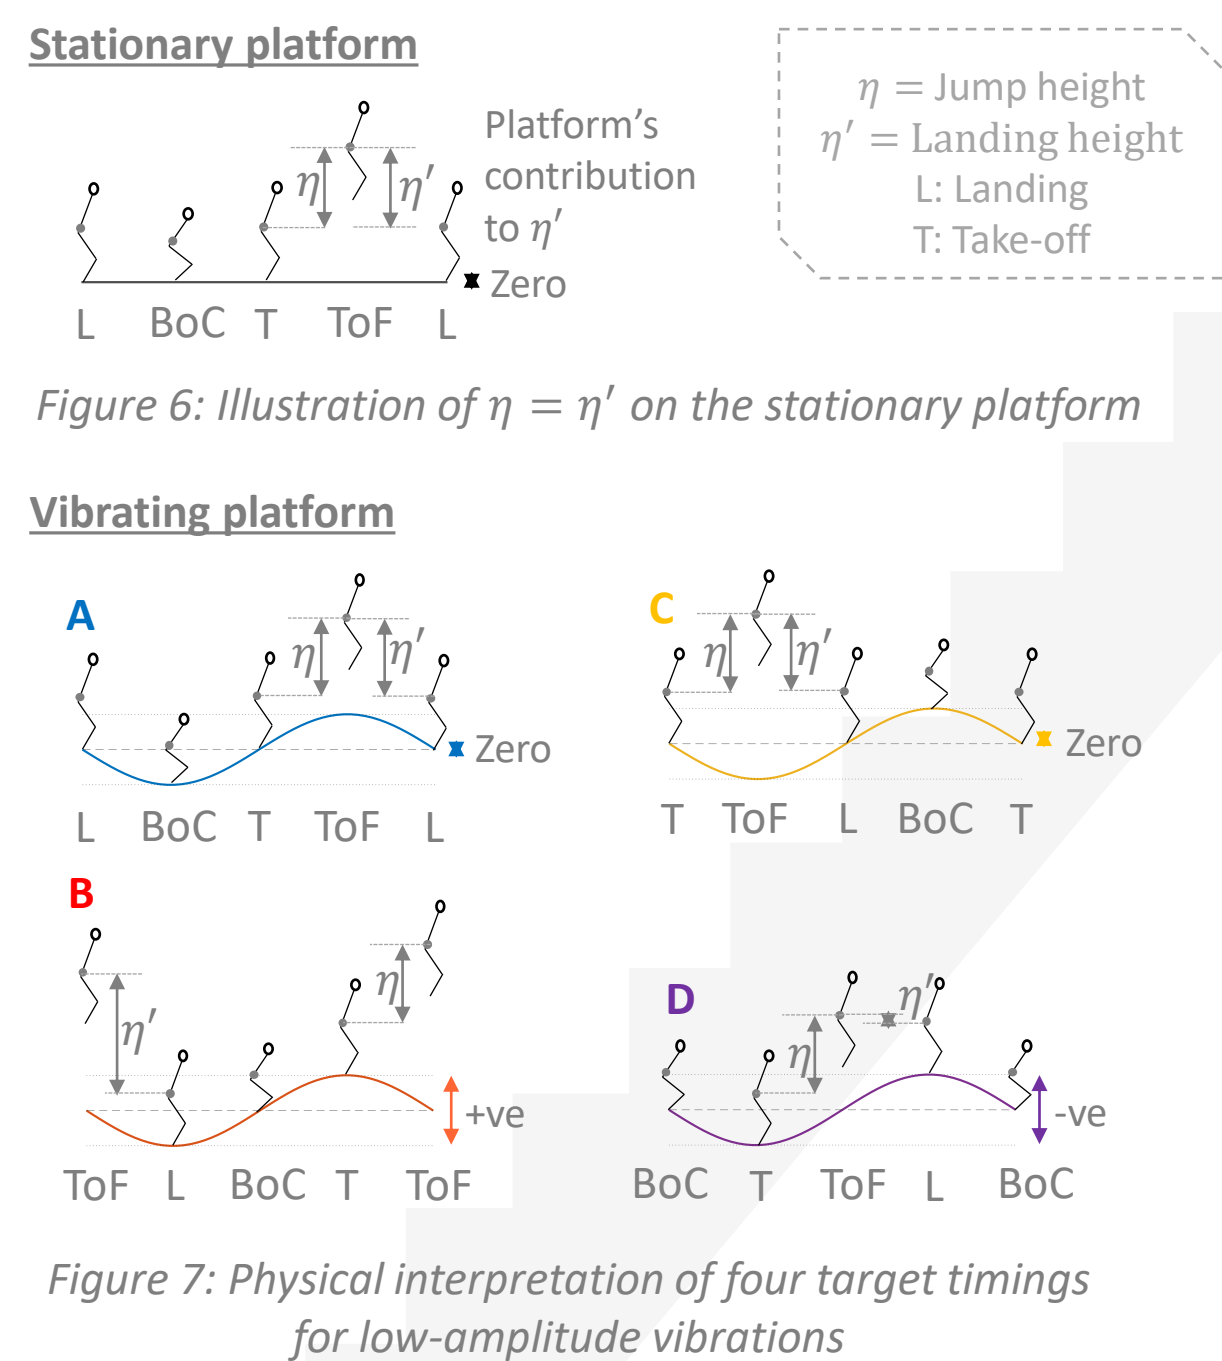 Stationary platform
η = Jump height
η′ = Landing height
L: Landing
T: Take-off
Platform's
contribution
to η′
η
η′
Zero
L BoC T ToF L
Figure 6: Illustration of η = η′ on the stationary platform
Vibrating platform
A
η
η′
Zero
L BoC T ToF L
C
η
η′
Zero
T ToF L BoC T
B
η′
η
+ve
ToF L BoC T ToF
D
η
η′
-ve
BoC T ToF L BoC
Figure 7: Physical interpretation of four target timings
for low-amplitude vibrations